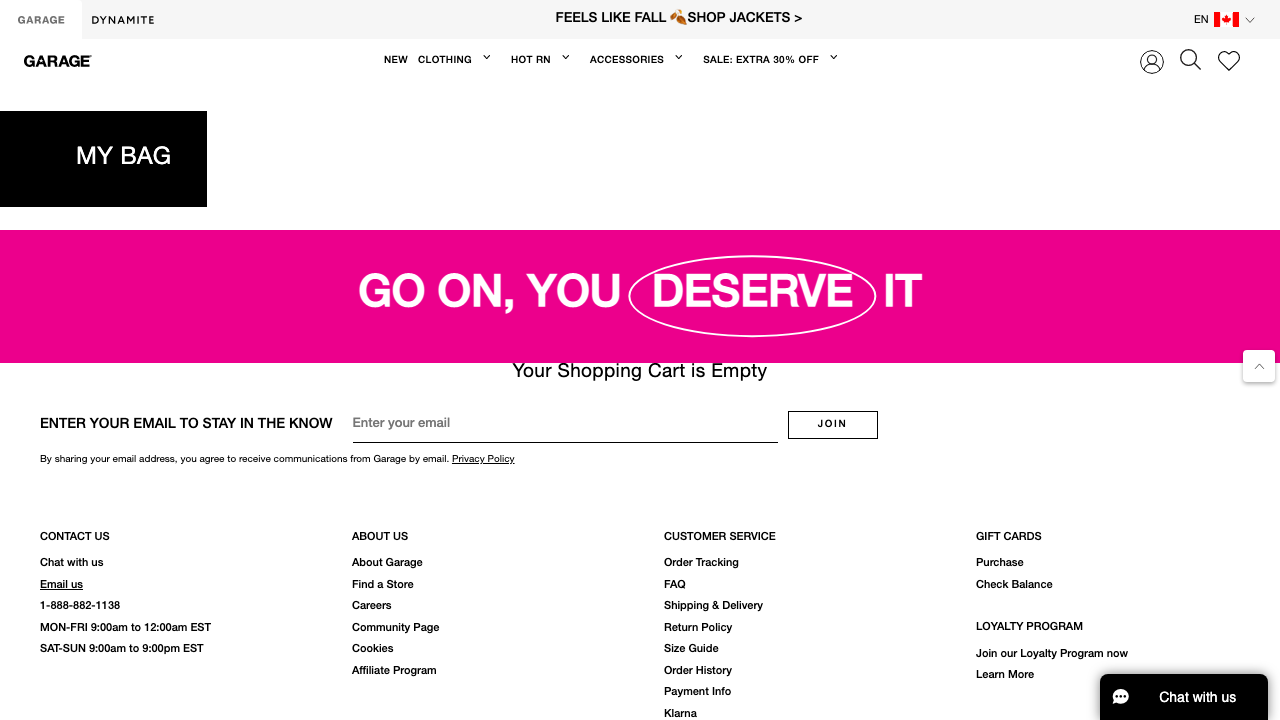 GARAGE DYNAMITE
FEELS LIKE FALL 🍂SHOP JACKETS >
EN
GARAGE
NEW CLOTHING HOT RN ACCESSORIES SALE: EXTRA 30% OFF
MY BAG
GO ON, YOU DESERVE IT
Your Shopping Cart is Empty
ENTER YOUR EMAIL TO STAY IN THE KNOW Enter your email JOIN
By sharing your email address, you agree to receive communications from Garage by email. Privacy Policy
CONTACT US
Chat with us
Email us
1-888-882-1138
MON-FRI 9:00am to 12:00am EST
SAT-SUN 9:00am to 9:00pm EST
ABOUT US
About Garage
Find a Store
Careers
Community Page
Cookies
Affiliate Program
CUSTOMER SERVICE
Order Tracking
FAQ
Shipping & Delivery
Return Policy
Size Guide
Order History
Payment Info
Klarna
GIFT CARDS
Purchase
Check Balance
LOYALTY PROGRAM
Join our Loyalty Program now
Learn More
Chat with us